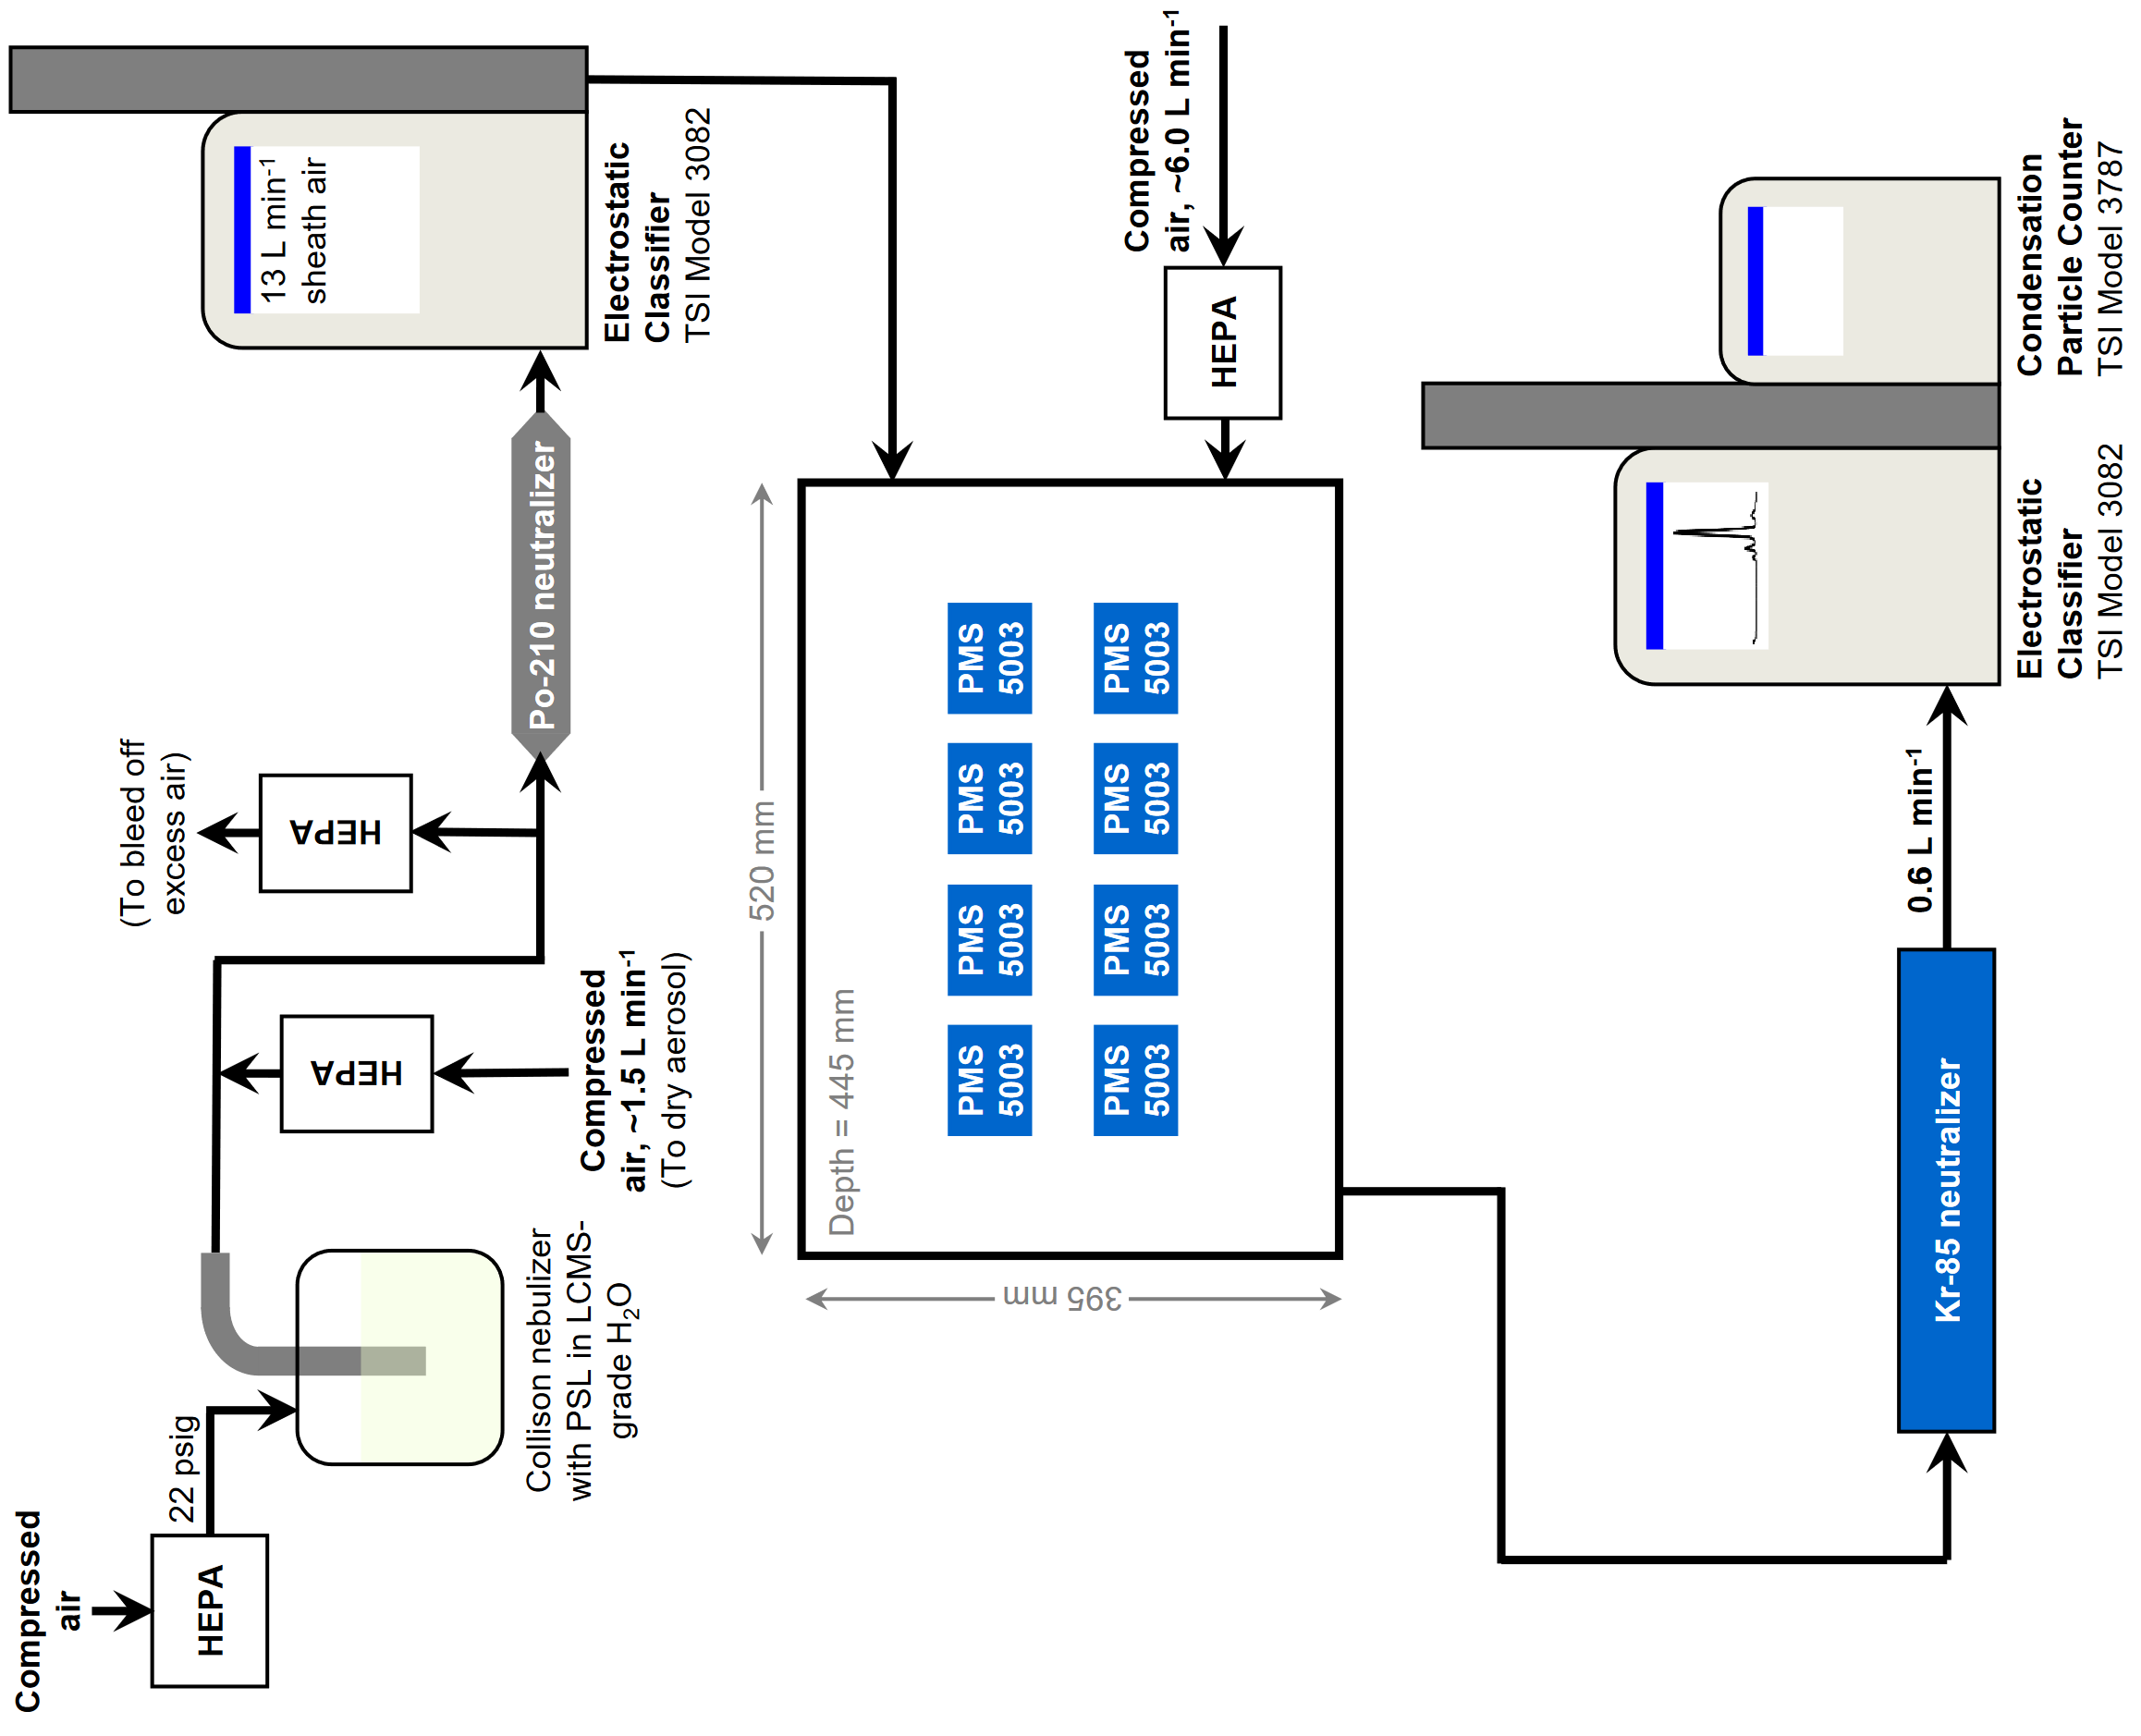 Compressed
air
HEPA
22 psig
Collison nebulizer
with PSL in LCMS-
grade H₂O
HEPA
Compressed
air, ~1.5 L min⁻¹
(To dry aerosol)
(To bleed off
excess air)
HEPA
Po-210 neutralizer
13 L min⁻¹
sheath air
Electrostatic
Classifier
TSI Model 3082
520 mm
395 mm
Depth = 445 mm
PMS
5003
PMS
5003
PMS
5003
PMS
5003
PMS
5003
PMS
5003
PMS
5003
PMS
5003
Compressed
air, ~6.0 L min⁻¹
HEPA
Kr-85 neutralizer
0.6 L min⁻¹
Electrostatic
Classifier
TSI Model 3082
Condensation
Particle Counter
TSI Model 3787